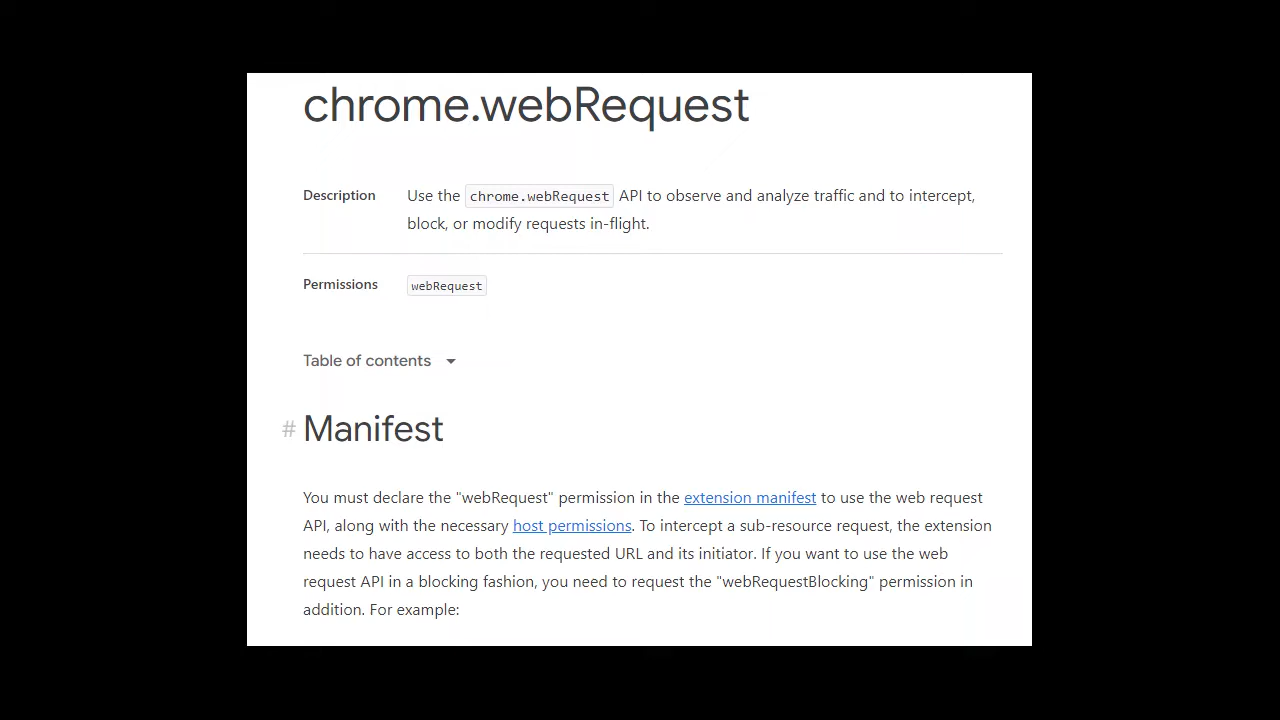 chrome.webRequest
Description Use the chrome.webRequest API to observe and analyze traffic and to intercept,
block, or modify requests in-flight.
Permissions webRequest
Table of contents
# Manifest
You must declare the "webRequest" permission in the extension manifest to use the web request
API, along with the necessary host permissions. To intercept a sub-resource request, the extension
needs to have access to both the requested URL and its initiator. If you want to use the web
request API in a blocking fashion, you need to request the "webRequestBlocking" permission in
addition. For example: